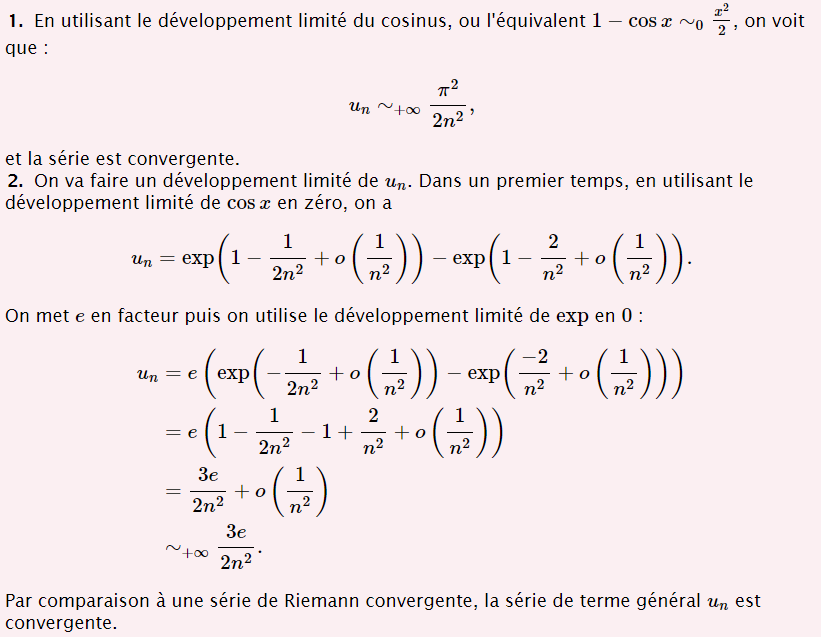 1. En utilisant le développement limité du cosinus, ou l'équivalent $1 - \cos x \sim_0 \frac{x^2}{2}$, on voit
que :
$$u_n \sim_{+\infty} \frac{\pi^2}{2n^2},$$
et la série est convergente.
2. On va faire un développement limité de $u_n$. Dans un premier temps, en utilisant le
développement limité de $\cos x$ en zéro, on a
$$u_n = \exp\left(1 - \frac{1}{2n^2} + o\left(\frac{1}{n^2}\right)\right) - \exp\left(1 - \frac{2}{n^2} + o\left(\frac{1}{n^2}\right)\right).$$
On met $e$ en facteur puis on utilise le développement limité de $\exp$ en $0$ :
$$u_n = e\left(\exp\left(-\frac{1}{2n^2} + o\left(\frac{1}{n^2}\right)\right) - \exp\left(\frac{-2}{n^2} + o\left(\frac{1}{n^2}\right)\right)\right)$$
$$= e\left(1 - \frac{1}{2n^2} - 1 + \frac{2}{n^2} + o\left(\frac{1}{n^2}\right)\right)$$
$$= \frac{3e}{2n^2} + o\left(\frac{1}{n^2}\right)$$
$$\sim_{+\infty} \frac{3e}{2n^2}.$$
Par comparaison à une série de Riemann convergente, la série de terme général $u_n$ est
convergente.